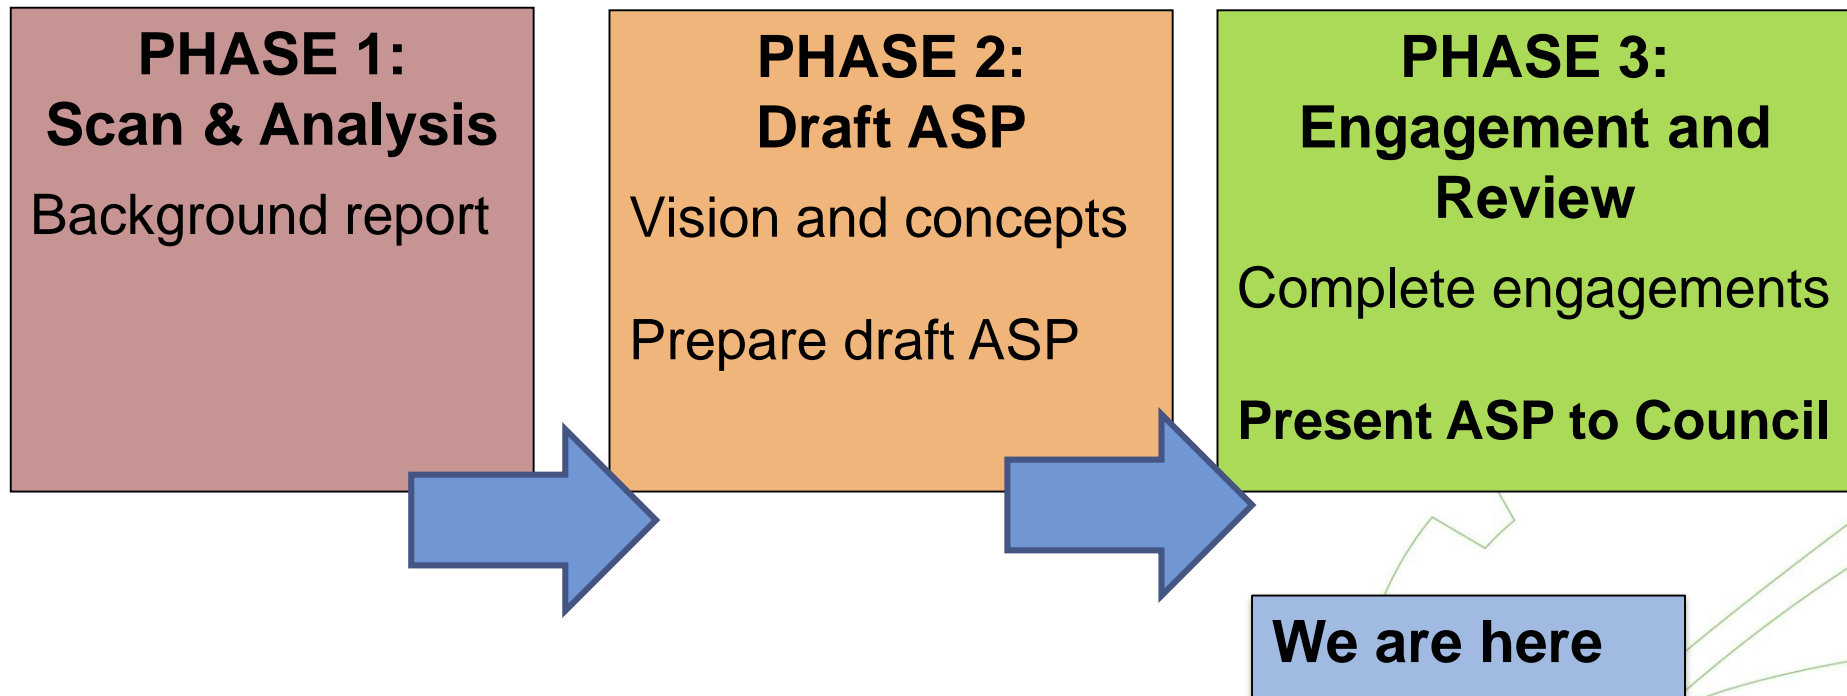 PHASE 1:
Scan & Analysis
Background report
PHASE 2:
Draft ASP
Vision and concepts
Prepare draft ASP
PHASE 3:
Engagement and
Review
Complete engagements
Present ASP to Council
We are here